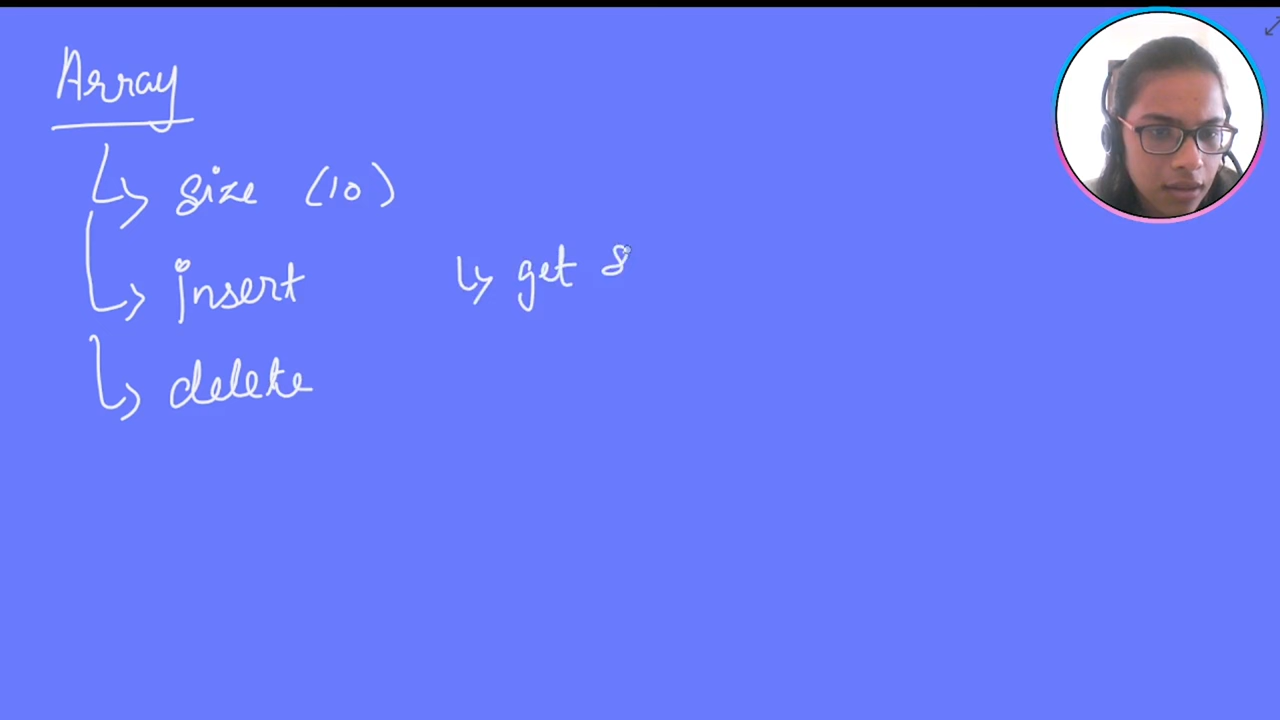 Array
size (10)
insert
get s
delete